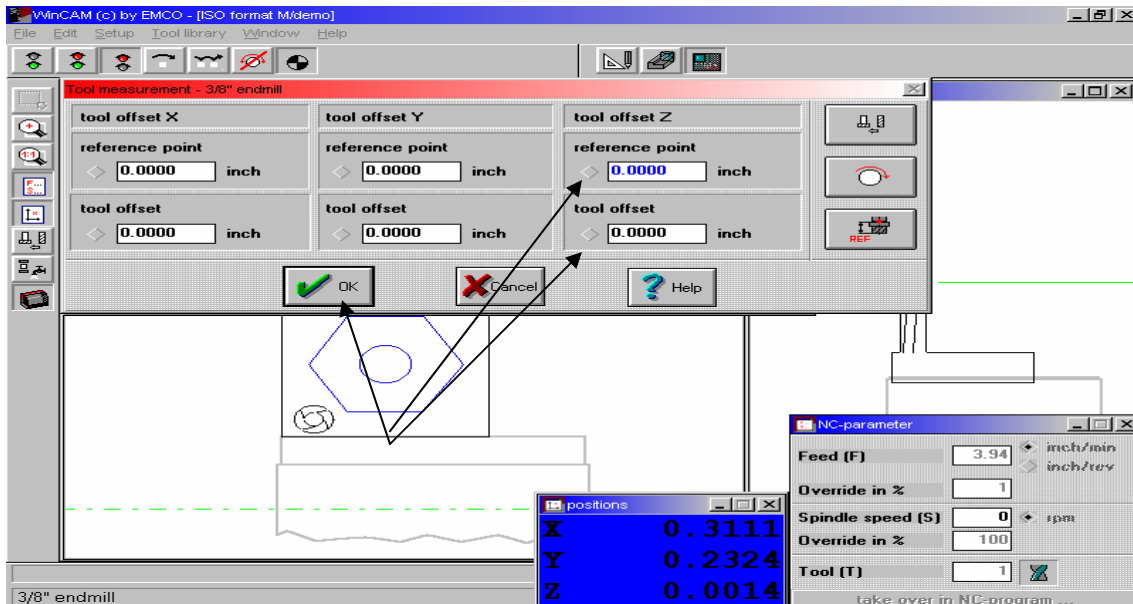 WinCAM (c) by EMCO - [ISO format M/demo]
File Edit Setup Tool library Window Help
Tool measurement - 3/8" endmill
tool offset X tool offset Y tool offset Z
reference point reference point reference point
0.0000 inch 0.0000 inch 0.0000 inch
tool offset tool offset tool offset
0.0000 inch 0.0000 inch 0.0000 inch
REF
OK Cancel Help
1:1
F...
S...
NC-parameter
Feed (F) 3.94 inch/min
inch/rev
Override in % 1
Spindle speed (S) 0 rpm
Override in % 100
Tool (T) 1
take over in NC-program ...
positions
X 0.3111
Y 0.2324
Z 0.0014
3/8" endmill